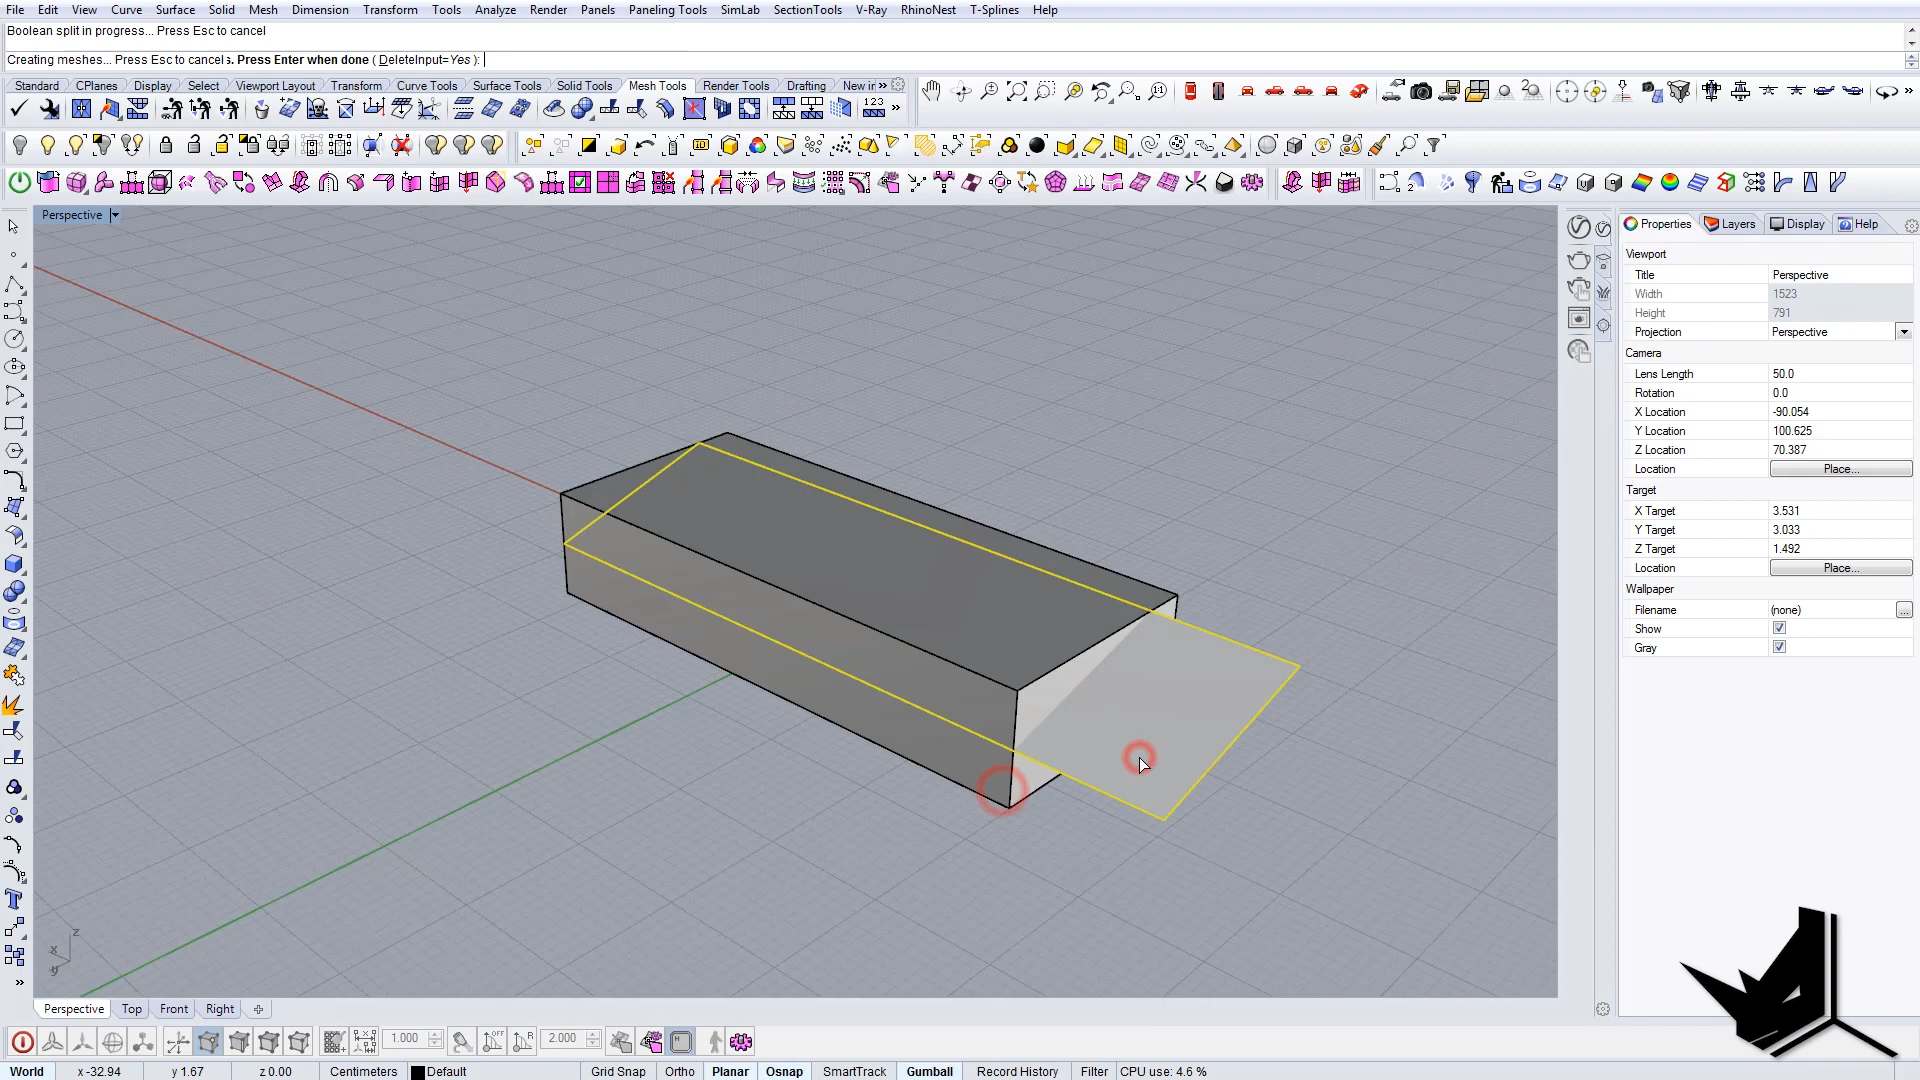 File Edit View Curve Surface Solid Mesh Dimension Transform Tools Analyze Render Panels Paneling Tools SimLab SectionTools V-Ray RhinoNest T-Splines Help
Boolean split in progress... Press Esc to cancel
Creating meshes... Press Esc to cancel s. Press Enter when done ( DeleteInput=Yes ):
Standard CPlanes Display Select Viewport Layout Transform Curve Tools Surface Tools Solid Tools Mesh Tools Render Tools Drafting New in »
Perspective
Properties Layers Display Help
Viewport
Title Perspective
Width 1523
Height 791
Projection Perspective
Camera
Lens Length 50.0
Rotation 0.0
X Location -90.054
Y Location 100.625
Z Location 70.387
Location Place...
Target
X Target 3.531
Y Target 3.033
Z Target 1.492
Location Place...
Wallpaper
Filename (none) ...
Show
Gray
z
x
y
Perspective Top Front Right
1.000 2.000
World x -32.94 y 1.67 z 0.00 Centimeters Default Grid Snap Ortho Planar Osnap SmartTrack Gumball Record History Filter CPU use: 4.6 %